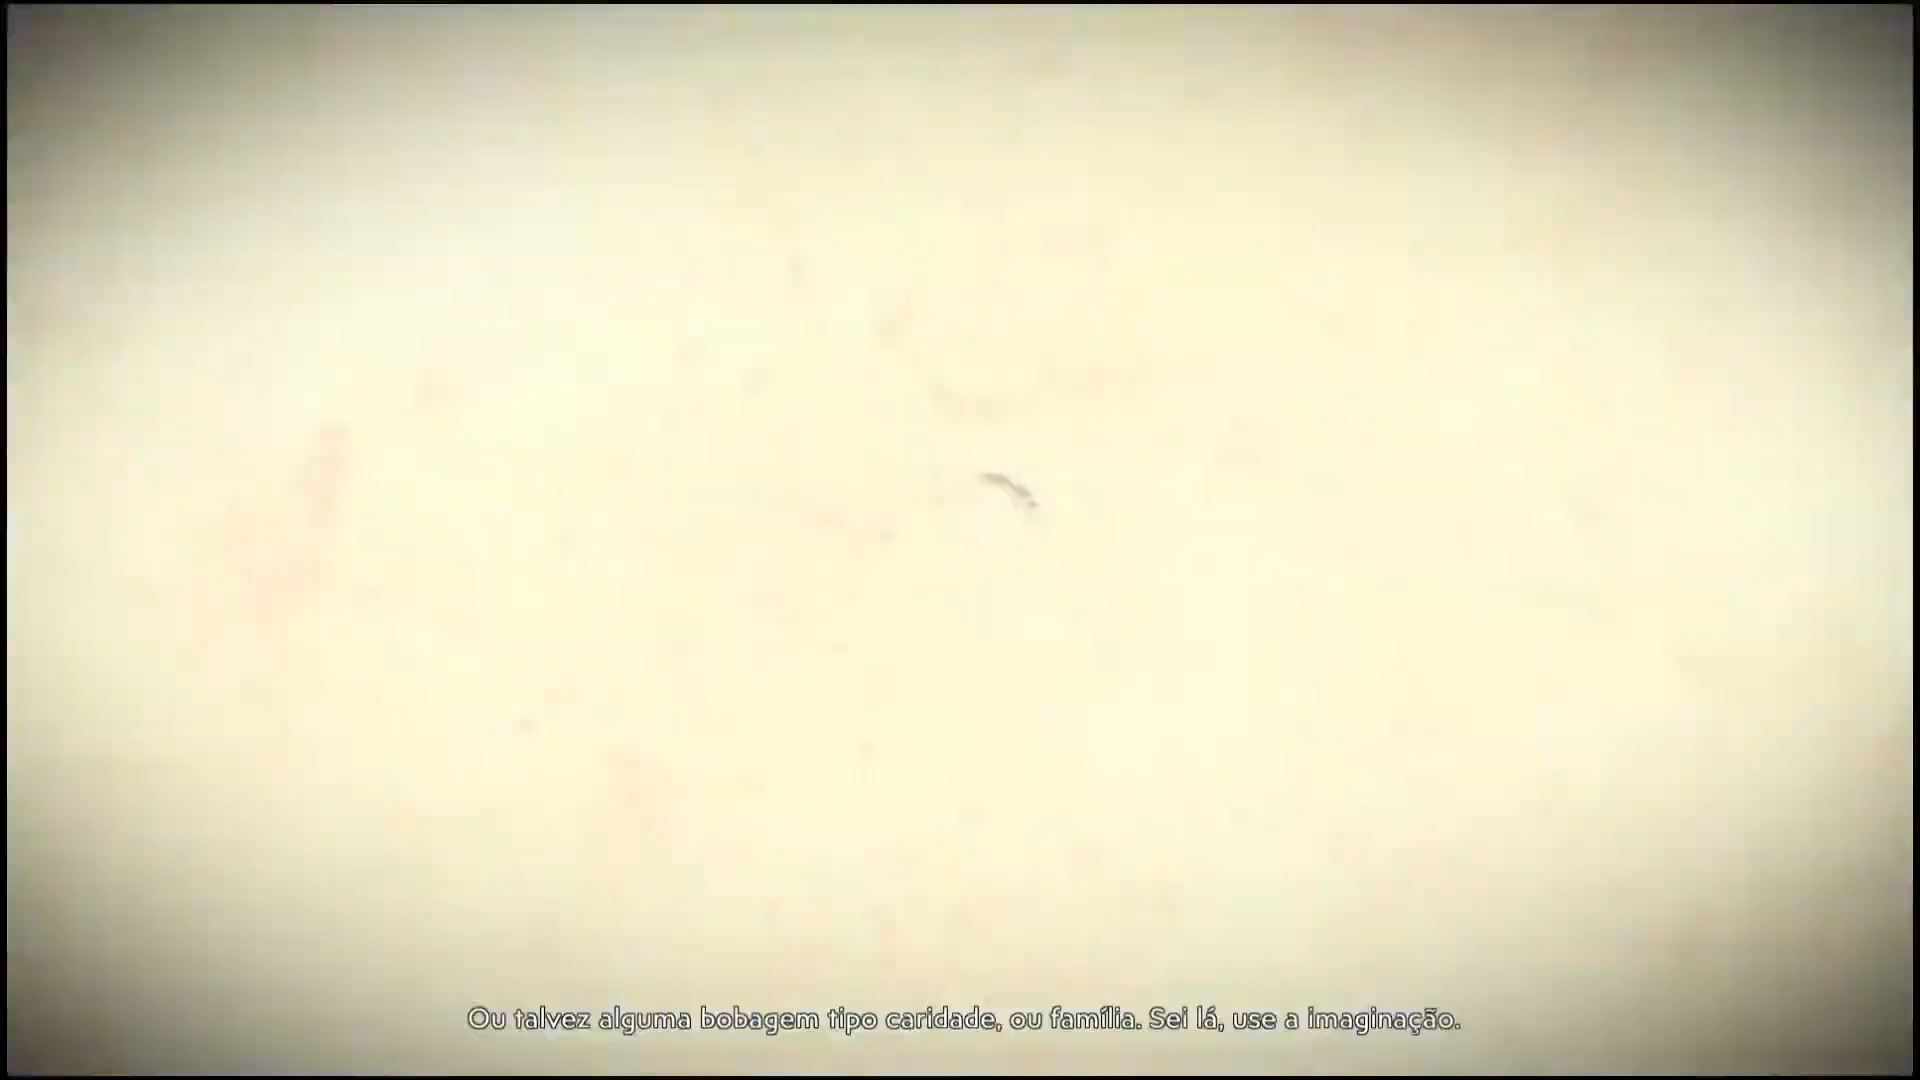 Ou talvez alguma bobagem tipo caridade, ou família. Sei lá, use a imaginação.